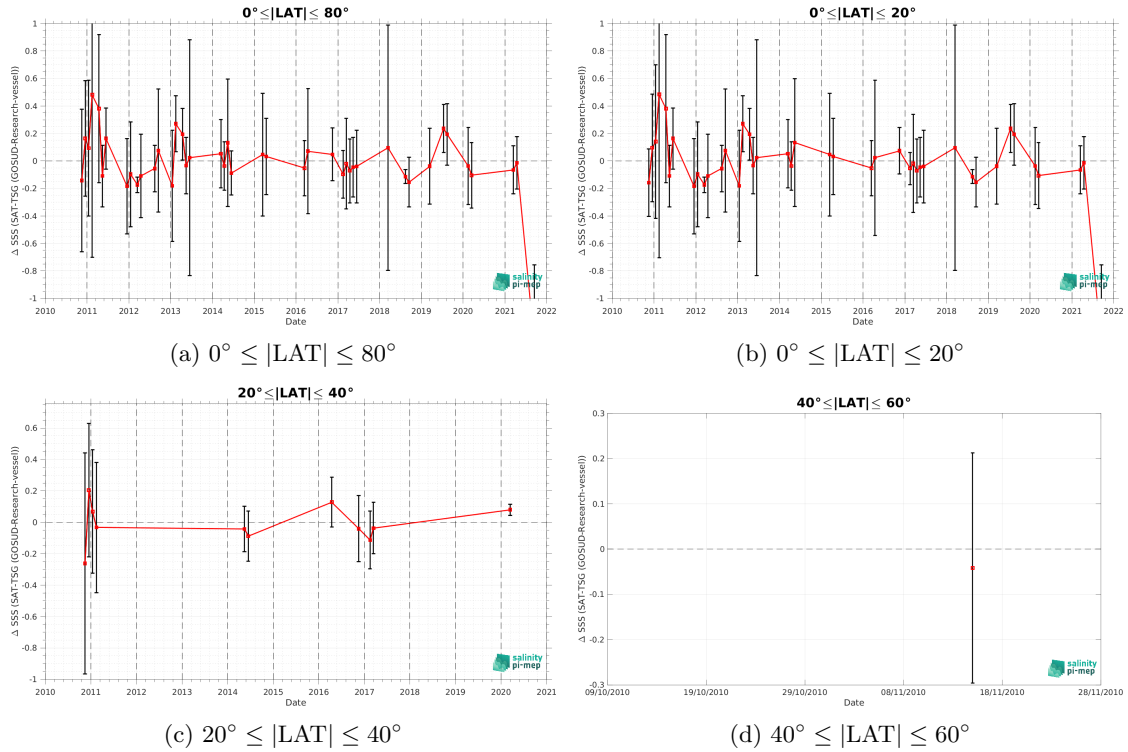 0°≤|LAT|≤ 80°
Δ SSS (SAT-TSG (GOSUD-Research-vessel))
1
0.8
0.6
0.4
0.2
0
-0.2
-0.4
-0.6
-0.8
-1
2010 2011 2012 2013 2014 2015 2016 2017 2018 2019 2020 2021 2022
Date
salinity
pi-mep
(a) 0° ≤ |LAT| ≤ 80°
0°≤|LAT|≤ 20°
Δ SSS (SAT-TSG (GOSUD-Research-vessel))
1
0.8
0.6
0.4
0.2
0
-0.2
-0.4
-0.6
-0.8
-1
2010 2011 2012 2013 2014 2015 2016 2017 2018 2019 2020 2021 2022
Date
salinity
pi-mep
(b) 0° ≤ |LAT| ≤ 20°
20°≤|LAT|≤ 40°
Δ SSS (SAT-TSG (GOSUD-Research-vessel))
0.6
0.4
0.2
0
-0.2
-0.4
-0.6
-0.8
-1
2010 2011 2012 2013 2014 2015 2016 2017 2018 2019 2020 2021
Date
salinity
pi-mep
(c) 20° ≤ |LAT| ≤ 40°
40°≤|LAT|≤ 60°
Δ SSS (SAT-TSG (GOSUD-Research-vessel))
0.3
0.2
0.1
0
-0.1
-0.2
-0.3
09/10/2010 19/10/2010 29/10/2010 08/11/2010 18/11/2010 28/11/2010
Date
salinity
pi-mep
(d) 40° ≤ |LAT| ≤ 60°